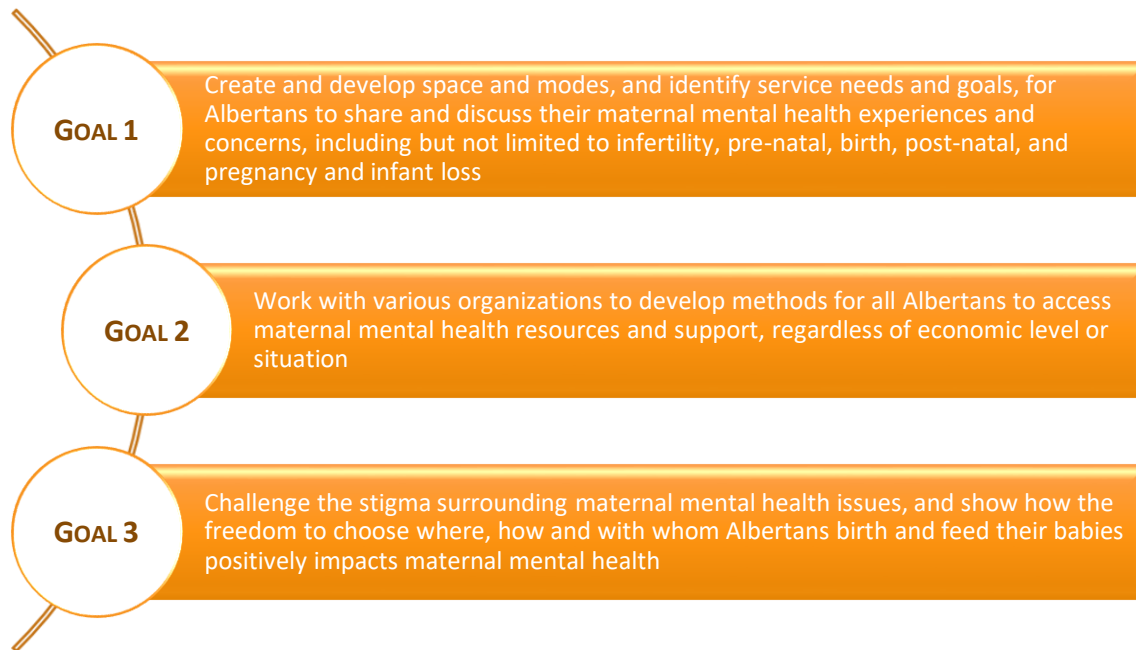 GOAL 1
Create and develop space and modes, and identify service needs and goals, for
Albertans to share and discuss their maternal mental health experiences and
concerns, including but not limited to infertility, pre-natal, birth, post-natal, and
pregnancy and infant loss
GOAL 2
Work with various organizations to develop methods for all Albertans to access
maternal mental health resources and support, regardless of economic level or
situation
GOAL 3
Challenge the stigma surrounding maternal mental health issues, and show how the
freedom to choose where, how and with whom Albertans birth and feed their babies
positively impacts maternal mental health